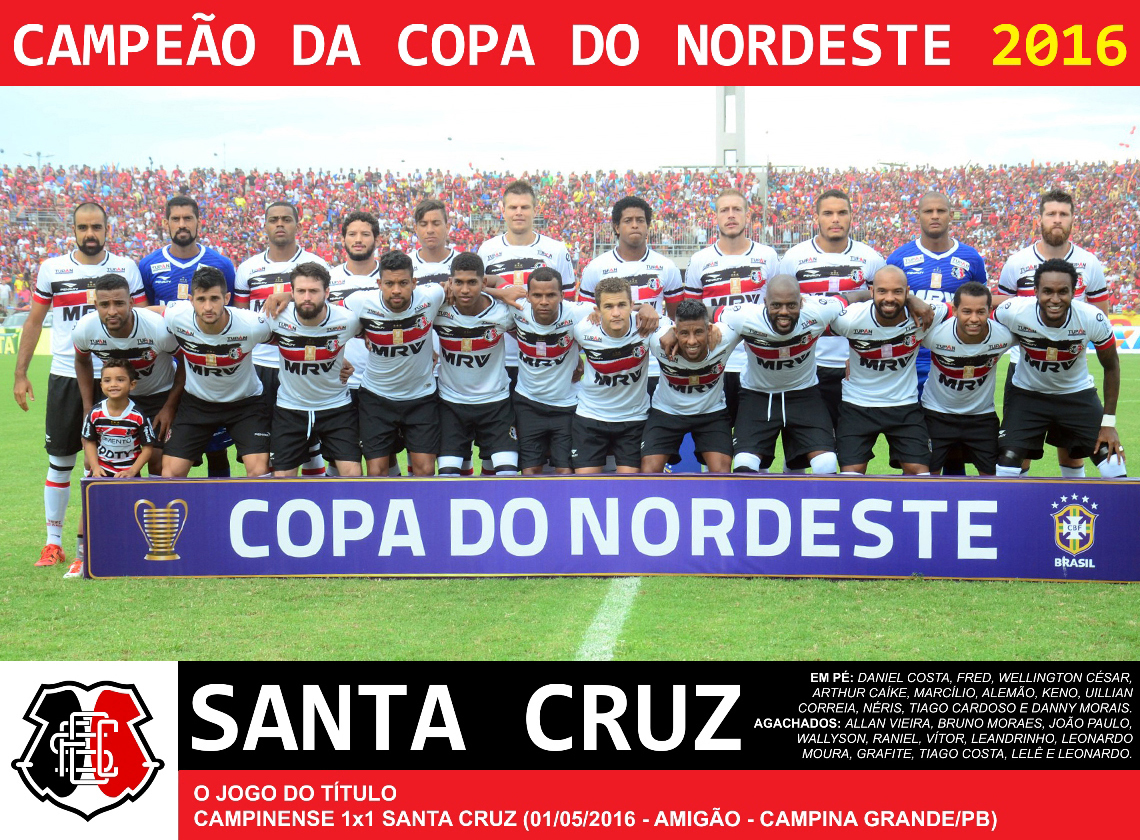 CAMPEÃO DA COPA DO NORDESTE 2016
COPA DO NORDESTE
CBF
BRASIL
SANTA CRUZ
EM PÉ: DANIEL COSTA, FRED, WELLINGTON CÉSAR,
ARTHUR CAÍKE, MARCÍLIO, ALEMÃO, KENO, UILLIAN
CORREIA, NÉRIS, TIAGO CARDOSO E DANNY MORAIS.
AGACHADOS: ALLAN VIEIRA, BRUNO MORAES, JOÃO PAULO,
WALLYSON, RANIEL, VÍTOR, LEANDRINHO, LEONARDO
MOURA, GRAFITE, TIAGO COSTA, LELÊ E LEONARDO.
O JOGO DO TÍTULO
CAMPINENSE 1x1 SANTA CRUZ (01/05/2016 - AMIGÃO - CAMPINA GRANDE/PB)